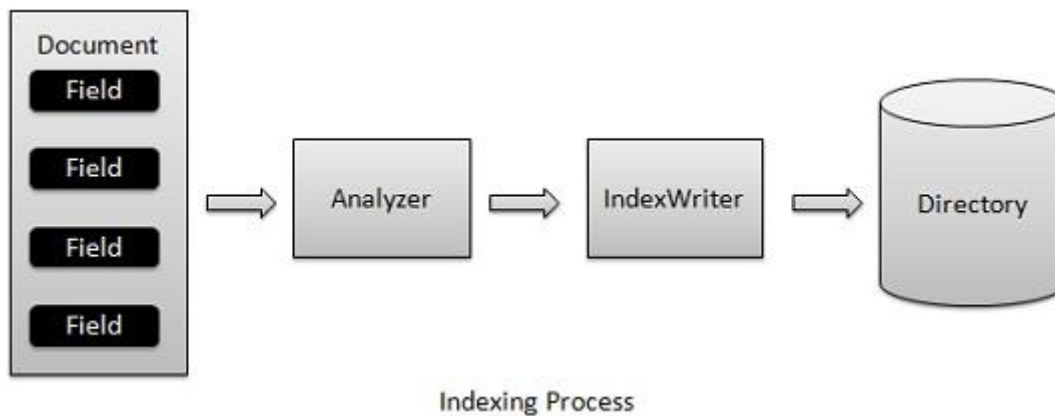 Document
Field
Field
Field
Field
Analyzer
IndexWriter
Directory
Indexing Process